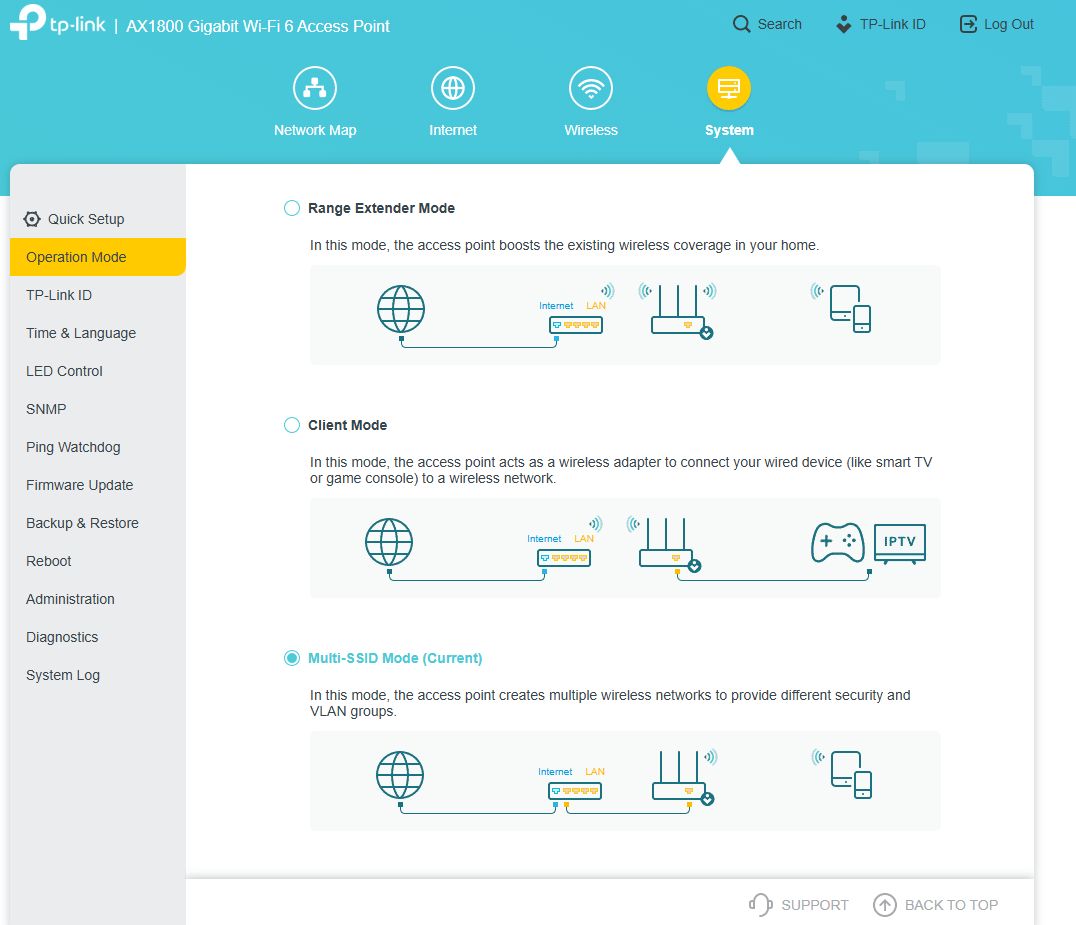 tp-link | AX1800 Gigabit Wi-Fi 6 Access Point
Search
TP-Link ID
Log Out
Network Map
Internet
Wireless
System
Quick Setup
Operation Mode
TP-Link ID
Time & Language
LED Control
SNMP
Ping Watchdog
Firmware Update
Backup & Restore
Reboot
Administration
Diagnostics
System Log
Range Extender Mode
In this mode, the access point boosts the existing wireless coverage in your home.
Internet LAN
Client Mode
In this mode, the access point acts as a wireless adapter to connect your wired device (like smart TV
or game console) to a wireless network.
Internet LAN
IPTV
Multi-SSID Mode (Current)
In this mode, the access point creates multiple wireless networks to provide different security and
VLAN groups.
Internet LAN
SUPPORT
BACK TO TOP